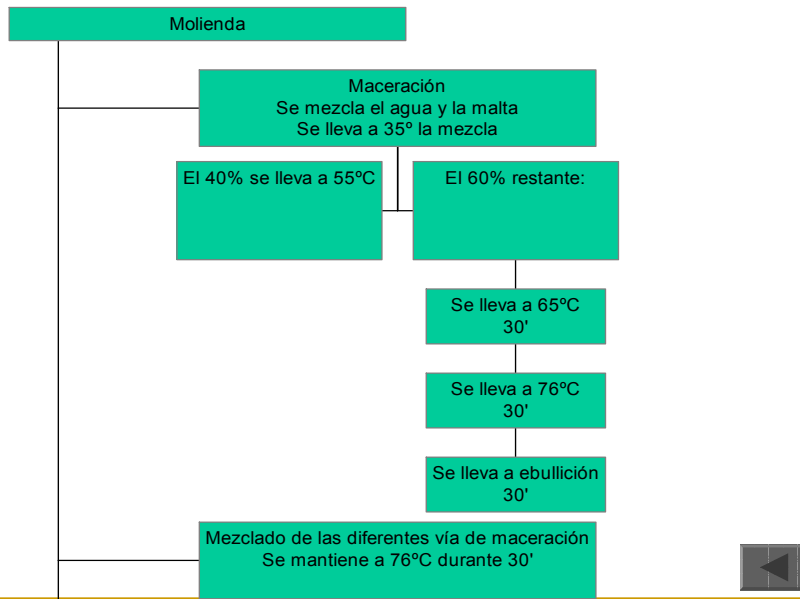 Molienda
Maceración
Se mezcla el agua y la malta
Se lleva a 35º la mezcla
El 40% se lleva a 55ºC
El 60% restante:
Se lleva a 65ºC
30'
Se lleva a 76ºC
30'
Se lleva a ebullición
30'
Mezclado de las diferentes vía de maceración
Se mantiene a 76ºC durante 30'